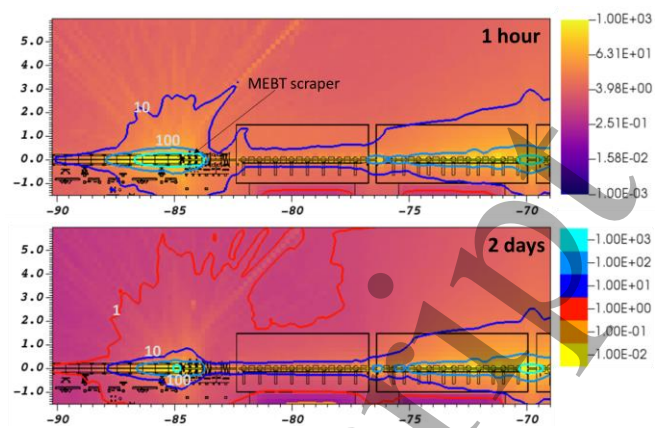 1 hour
MEBT scraper
10
100
5.0
4.0
3.0
2.0
1.0
0.0
-1.0
-90 -85 -80 -75 -70
1.00E+03
6.31E+01
3.98E+00
2.51E-01
1.58E-02
1.00E-03
2 days
1
10
100
5.0
4.0
3.0
2.0
1.0
0.0
-1.0
-90 -85 -80 -75 -70
1.00E+03
1.00E+02
1.00E+01
1.00E+00
1.00E-01
1.00E-02